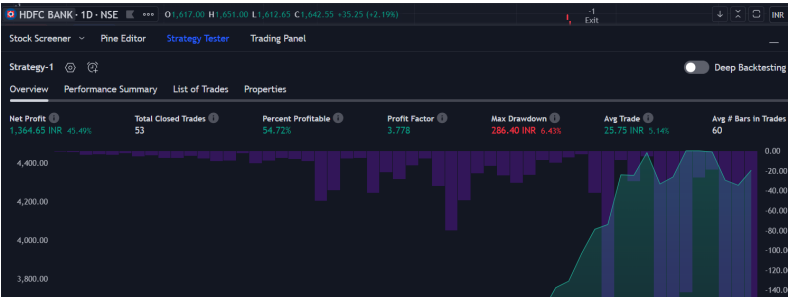 HDFC BANK · 1D · NSE O1,617.00 H1,651.00 L1,612.65 C1,642.55 +35.25 (+2.19%)
-1
Exit
INR
Stock Screener Pine Editor Strategy Tester Trading Panel
Strategy-1 Deep Backtesting
Overview Performance Summary List of Trades Properties
Net Profit Total Closed Trades Percent Profitable Profit Factor Max Drawdown Avg Trade Avg # Bars in Trades
1,364.65 INR 45.49% 53 54.72% 3.778 286.40 INR 6.43% 25.75 INR 5.14% 60
0.00
4,400.00
-20.00
-40.00
4,200.00
-60.00
-80.00
4,000.00
-100.0
-120.0
3,800.00
-140.0